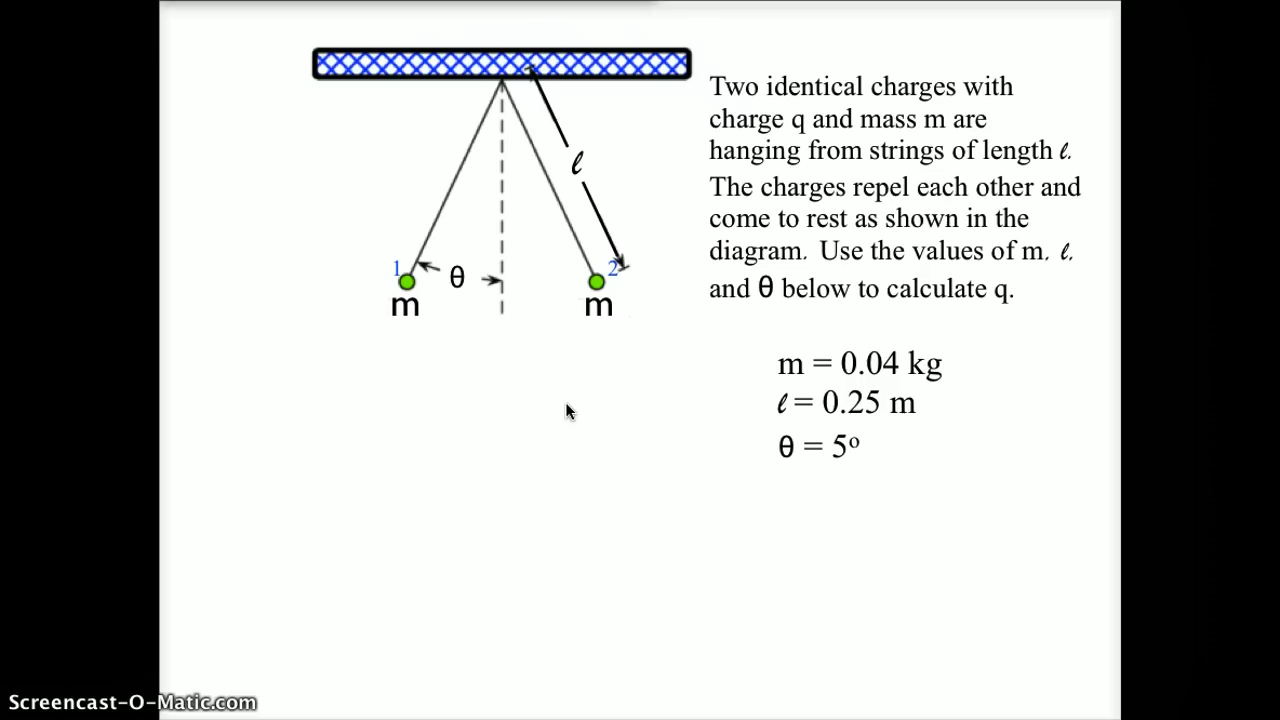 Two identical charges with
charge q and mass m are
hanging from strings of length ℓ.
The charges repel each other and
come to rest as shown in the
diagram. Use the values of m. ℓ.
and θ below to calculate q.
ℓ
1
θ
2
m
m
m = 0.04 kg
ℓ = 0.25 m
θ = 5º
Screencast-O-Matic.com